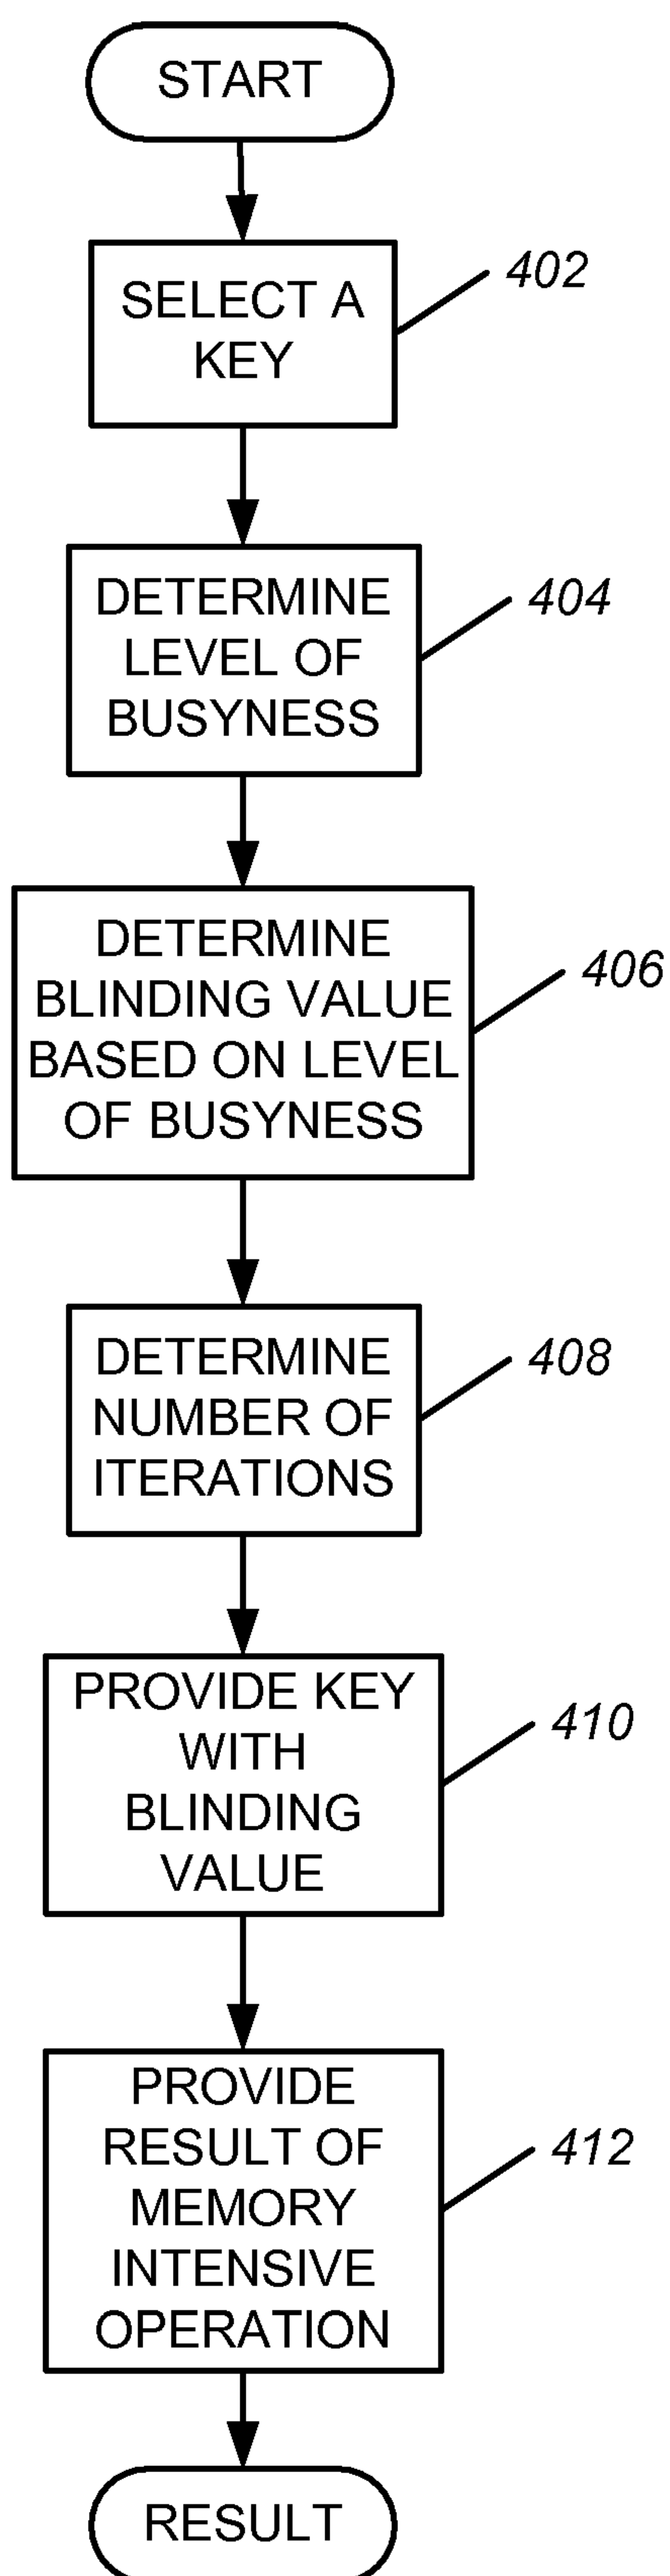 START
SELECT A
KEY
402
DETERMINE
LEVEL OF
BUSYNESS
404
DETERMINE
BLINDING VALUE
BASED ON LEVEL
OF BUSYNESS
406
DETERMINE
NUMBER OF
ITERATIONS
408
PROVIDE KEY
WITH
BLINDING
VALUE
410
PROVIDE
RESULT OF
MEMORY
INTENSIVE
OPERATION
412
RESULT